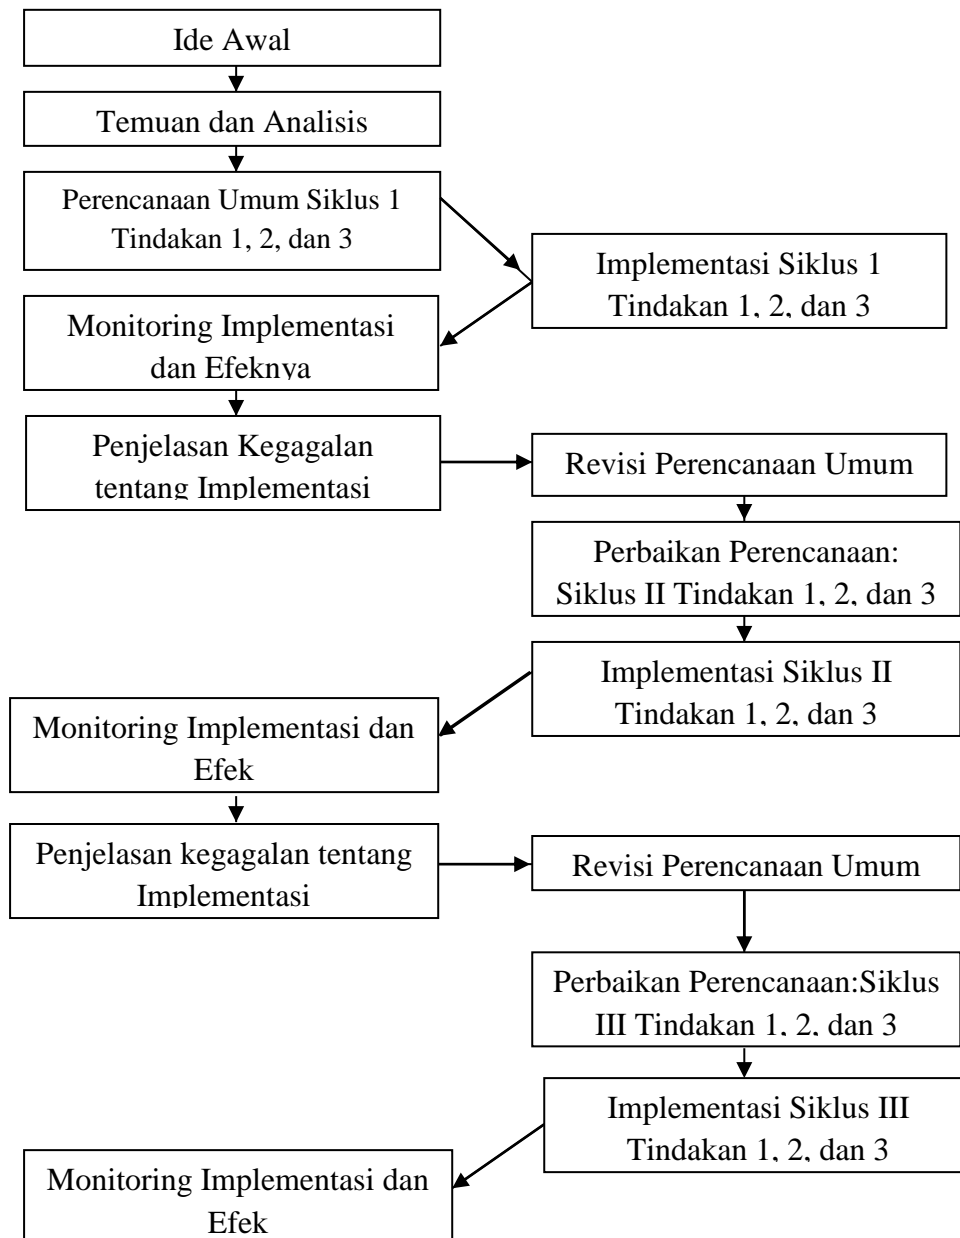 Ide Awal
Temuan dan Analisis
Perencanaan Umum Siklus 1
Tindakan 1, 2, dan 3
Implementasi Siklus 1
Tindakan 1, 2, dan 3
Monitoring Implementasi
dan Efeknya
Penjelasan Kegagalan
tentang Implementasi
Revisi Perencanaan Umum
Perbaikan Perencanaan:
Siklus II Tindakan 1, 2, dan 3
Implementasi Siklus II
Tindakan 1, 2, dan 3
Monitoring Implementasi dan
Efek
Penjelasan kegagalan tentang
Implementasi
Revisi Perencanaan Umum
Perbaikan Perencanaan:Siklus
III Tindakan 1, 2, dan 3
Implementasi Siklus III
Tindakan 1, 2, dan 3
Monitoring Implementasi dan
Efek